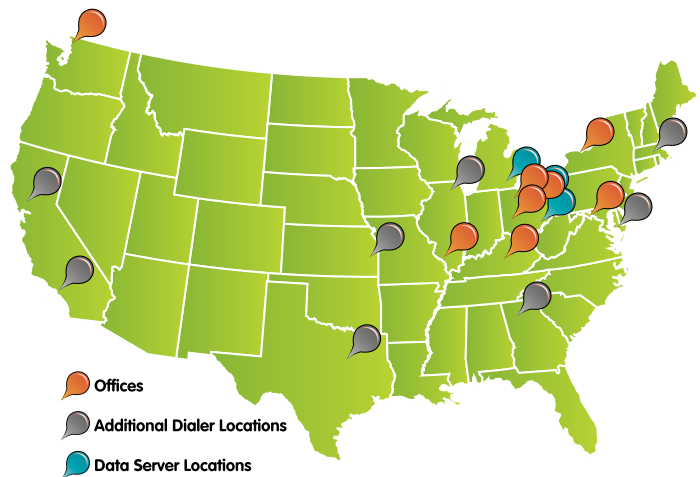 Offices
Additional Dialer Locations
Data Server Locations